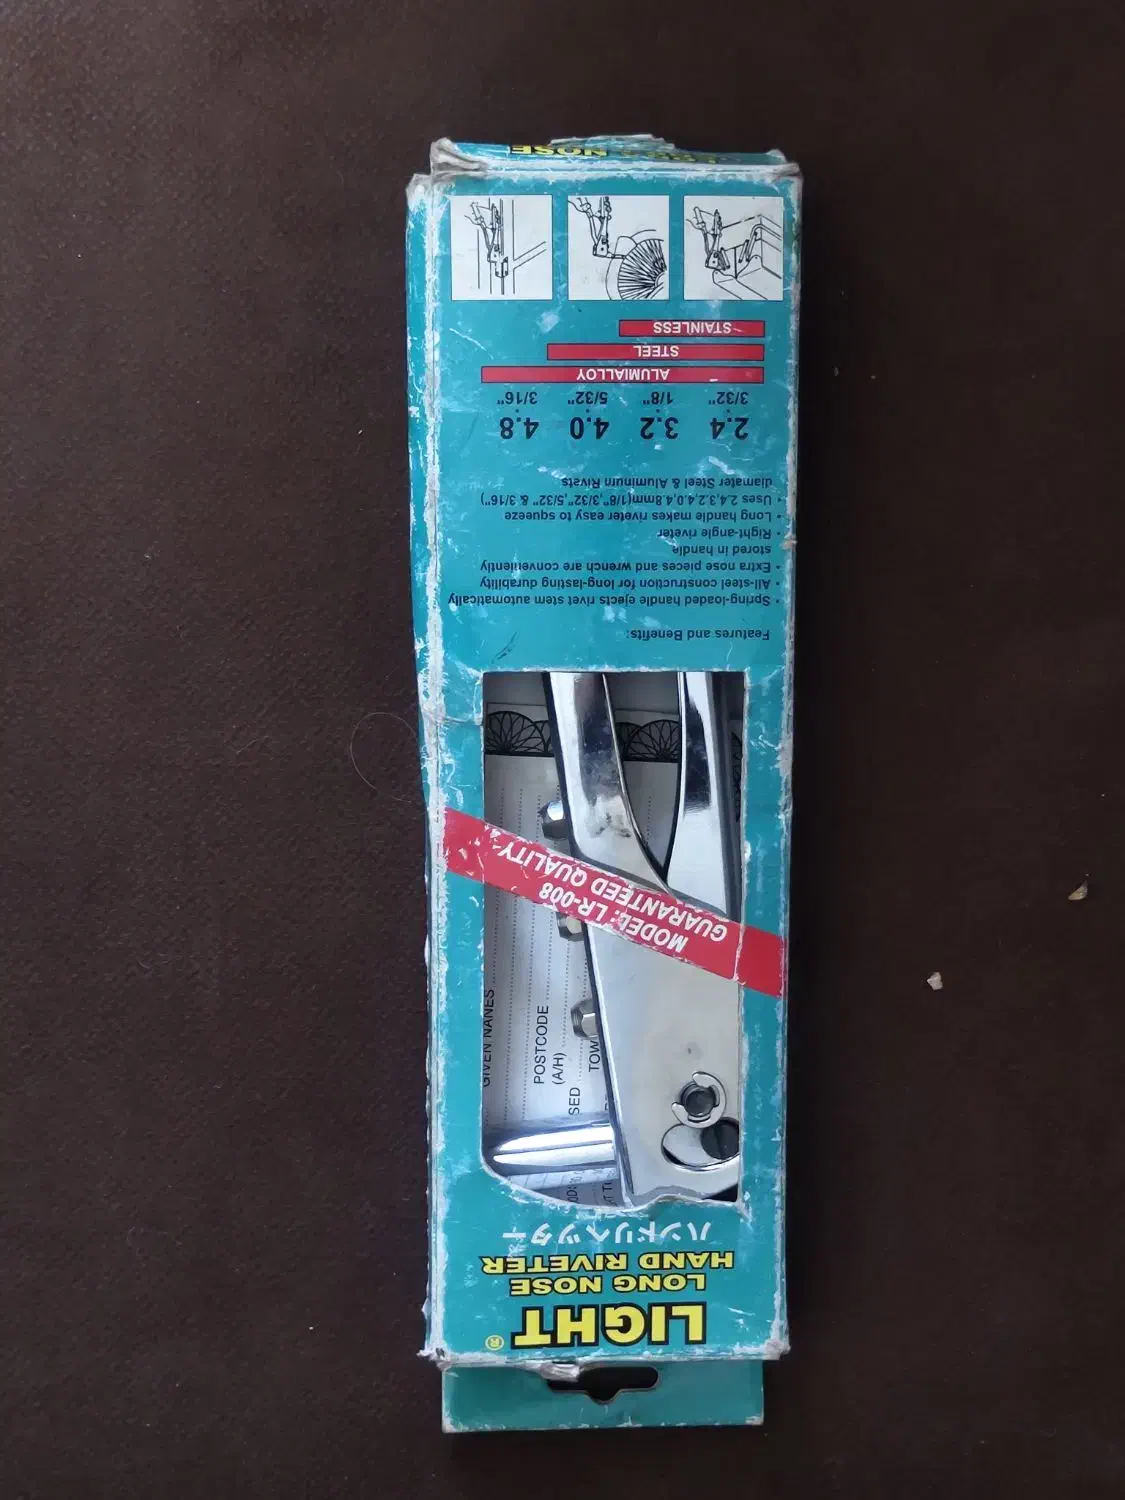 LIGHT®
LONG NOSE
HAND RIVETER
ハンドリベッター
MODEL: LR-008
GUARANTEED QUALITY
GIVEN NANES
POSTCODE
(A/H)
SED
TOW
Features and Benefits:
• Spring-loaded handle ejects rivet stem automatically
• All-steel construction for long-lasting durability
• Extra nose pieces and wrench are conveniently
stored in handle
• Right-angle riveter
• Long handle makes riveter easy to squeeze
• Uses 2.4,3.2,4.0,4.8mm(1/8",3/32",5/32" & 3/16")
diamater Steel & Aluminum Rivets
2.4 3.2 4.0 4.8
3/32" 1/8" 5/32" 3/16"
ALUMIALLOY
STEEL
STAINLESS
NOSE